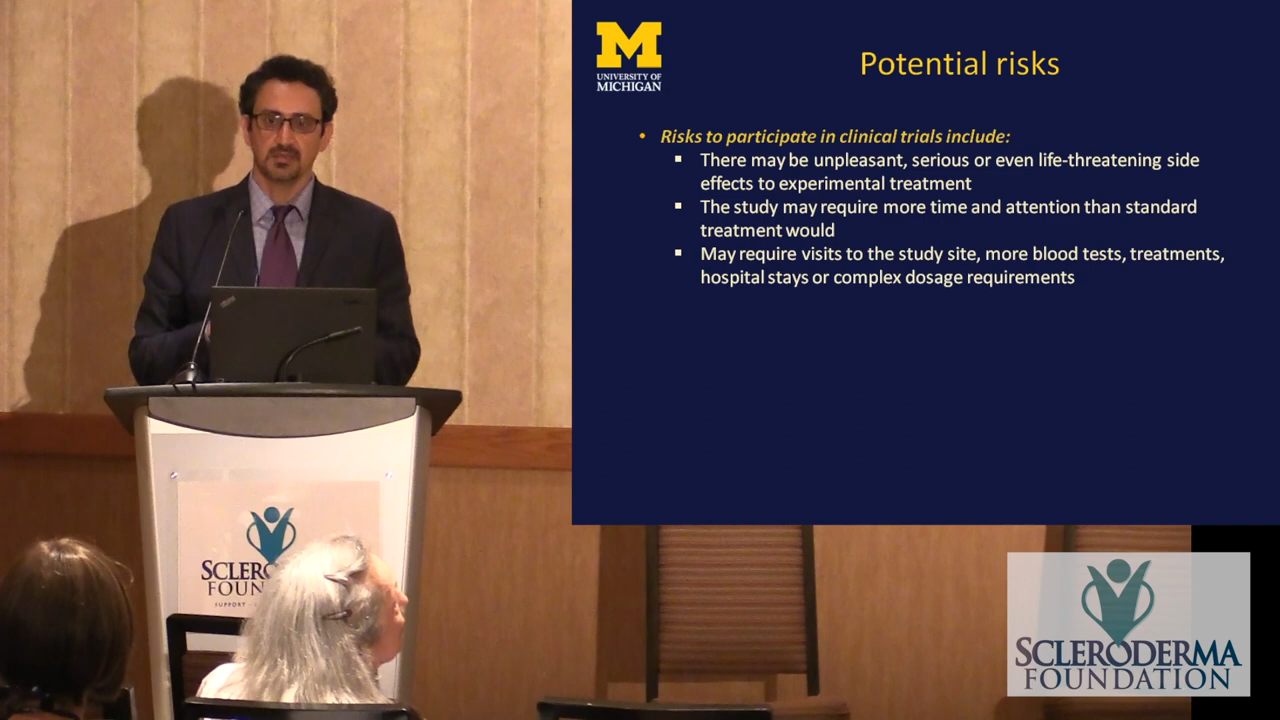 UNIVERSITY OF
MICHIGAN
Potential risks
• Risks to participate in clinical trials include:
▪ There may be unpleasant, serious or even life-threatening side
effects to experimental treatment
▪ The study may require more time and attention than standard
treatment would
▪ May require visits to the study site, more blood tests, treatments,
hospital stays or complex dosage requirements
SUPPORT
SCLERODERMA
FOUNDATION